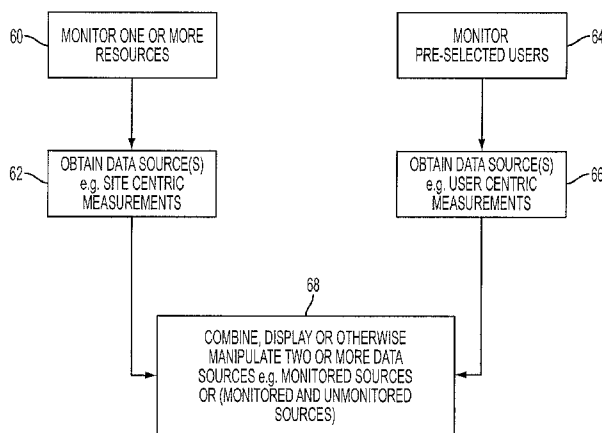 60
MONITOR ONE OR MORE
RESOURCES
MONITOR
PRE-SELECTED USERS
64
62
OBTAIN DATA SOURCE(S)
e.g. SITE CENTRIC
MEASUREMENTS
OBTAIN DATA SOURCE(S)
e.g. USER CENTRIC
MEASUREMENTS
66
68
COMBINE, DISPLAY OR OTHERWISE
MANIPULATE TWO OR MORE DATA
SOURCES e.g. MONITORED SOURCES
OR (MONITORED AND UNMONITORED
SOURCES)